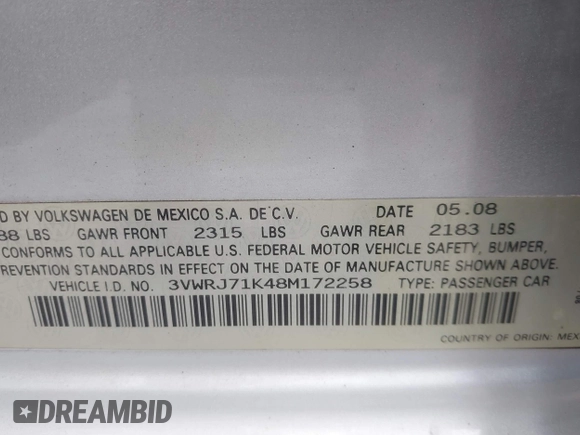 D BY VOLKSWAGEN DE MEXICO S.A. DE C.V. DATE 05.08
88 LBS GAWR FRONT 2315 LBS GAWR REAR 2183 LBS
CONFORMS TO ALL APPLICABLE U.S. FEDERAL MOTOR VEHICLE SAFETY, BUMPER,
REVENTION STANDARDS IN EFFECT ON THE DATE OF MANUFACTURE SHOWN ABOVE.
VEHICLE I.D. NO. 3VWRJ71K48M172258 TYPE: PASSENGER CAR
COUNTRY OF ORIGIN: MEX
DREAMBID